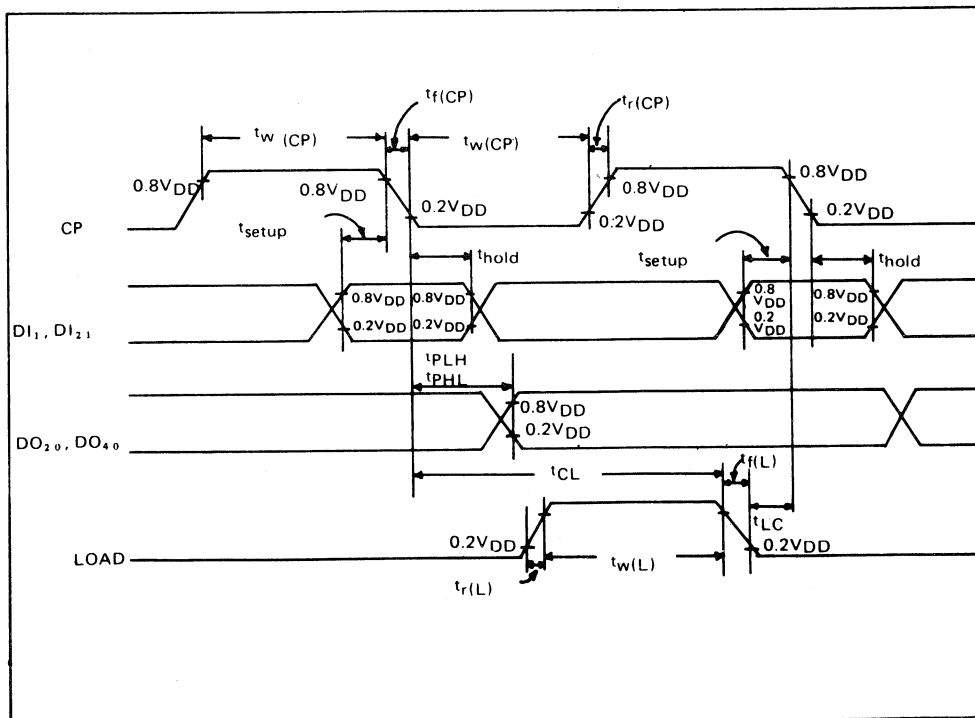 tf(CP)
tr(CP)
tw (CP)
tw(CP)
0.8VDD
0.8VDD
0.8VDD
0.8VDD
0.2VDD
0.2VDD
0.2VDD
CP
tsetup
thold
tsetup
thold
0.8VDD
0.8VDD
0.8
VDD
0.8VDD
0.2VDD
0.2VDD
0.2
VDD
0.2VDD
DI1, DI21
tPLH
tPHL
0.8VDD
0.2VDD
DO20, DO40
tCL
tf(L)
tLC
0.2VDD
0.2VDD
LOAD
tw(L)
tr(L)